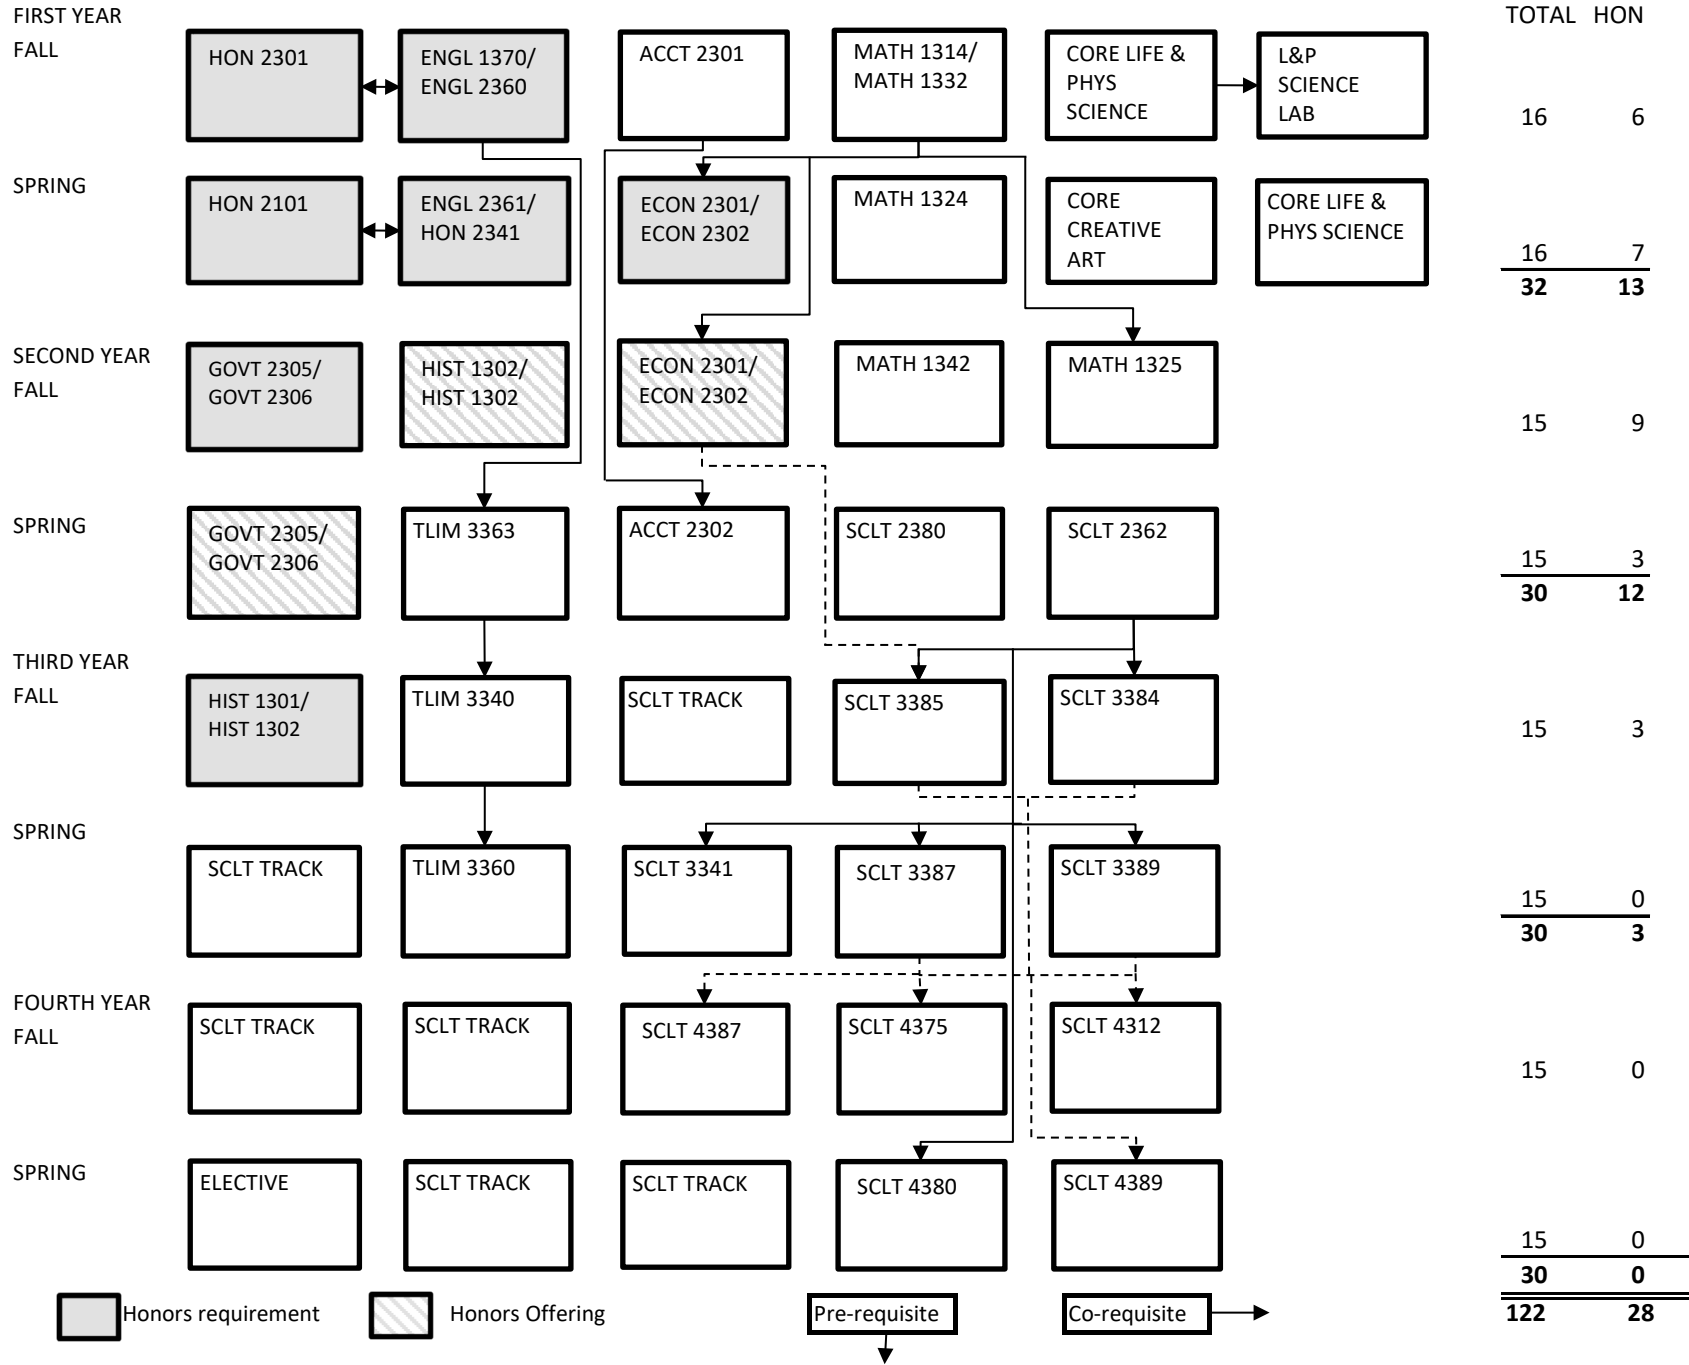 FIRST YEAR
TOTAL HON
FALL
HON 2301
ENGL 1370/
ENGL 2360
ACCT 2301
MATH 1314/
MATH 1332
CORE LIFE &
PHYS
SCIENCE
L&P
SCIENCE
LAB
16 6
SPRING
HON 2101
ENGL 2361/
HON 2341
ECON 2301/
ECON 2302
MATH 1324
CORE
CREATIVE
ART
CORE LIFE &
PHYS SCIENCE
16 7
32 13
SECOND YEAR
FALL
GOVT 2305/
GOVT 2306
HIST 1302/
HIST 1302
ECON 2301/
ECON 2302
MATH 1342
MATH 1325
15 9
SPRING
GOVT 2305/
GOVT 2306
TLIM 3363
ACCT 2302
SCLT 2380
SCLT 2362
15 3
30 12
THIRD YEAR
FALL
HIST 1301/
HIST 1302
TLIM 3340
SCLT TRACK
SCLT 3385
SCLT 3384
15 3
SPRING
SCLT TRACK
TLIM 3360
SCLT 3341
SCLT 3387
SCLT 3389
15 0
30 3
FOURTH YEAR
FALL
SCLT TRACK
SCLT TRACK
SCLT 4387
SCLT 4375
SCLT 4312
15 0
SPRING
ELECTIVE
SCLT TRACK
SCLT TRACK
SCLT 4380
SCLT 4389
15 0
30 0
122 28
Honors requirement
Honors Offering
Pre-requisite
Co-requisite